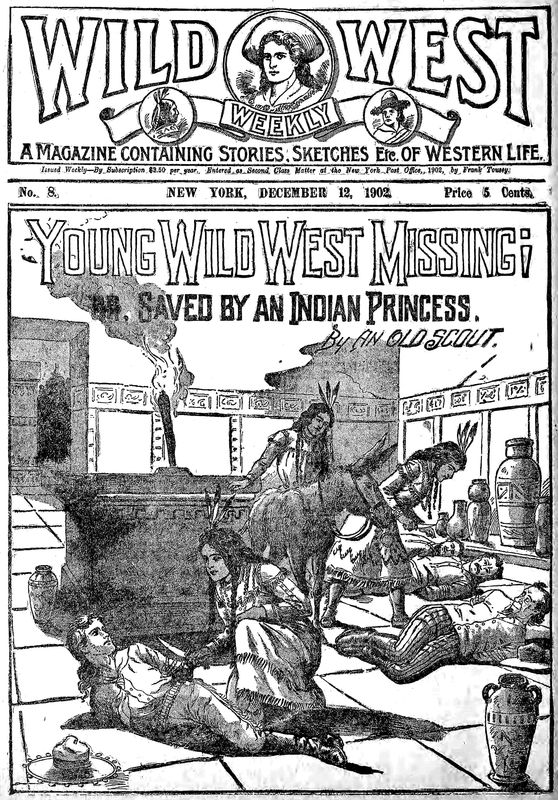 WILD WEST
WEEKLY
A MAGAZINE CONTAINING STORIES, SKETCHES Etc. OF WESTERN LIFE.
Issued Weekly—By Subscription $2.50 per year. Entered as Second Class Matter at the New York Post Office, 1902, by Frank Tousey.
No. 8. NEW YORK, DECEMBER 12, 1902. Price 5 Cents.
YOUNG WILD WEST MISSING;
OR, SAVED BY AN INDIAN PRINCESS.
By AN OLD SCOUT.